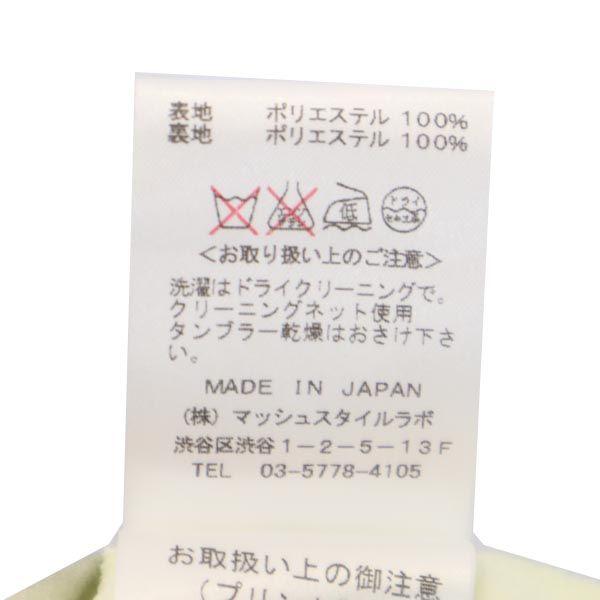 表地 ポリエステル 100%
裏地 ポリエステル 100%
低 ドライ
<お取り扱い上のご注意>
洗濯はドライクリーニングで。
クリーニングネット使用
タンブラー乾燥はおさけ下さ
い。
MADE IN JAPAN
(株) マッシュスタイルラボ
渋谷区渋谷1-2-5-13F
TEL 03-5778-4105
お取扱い上の御注意